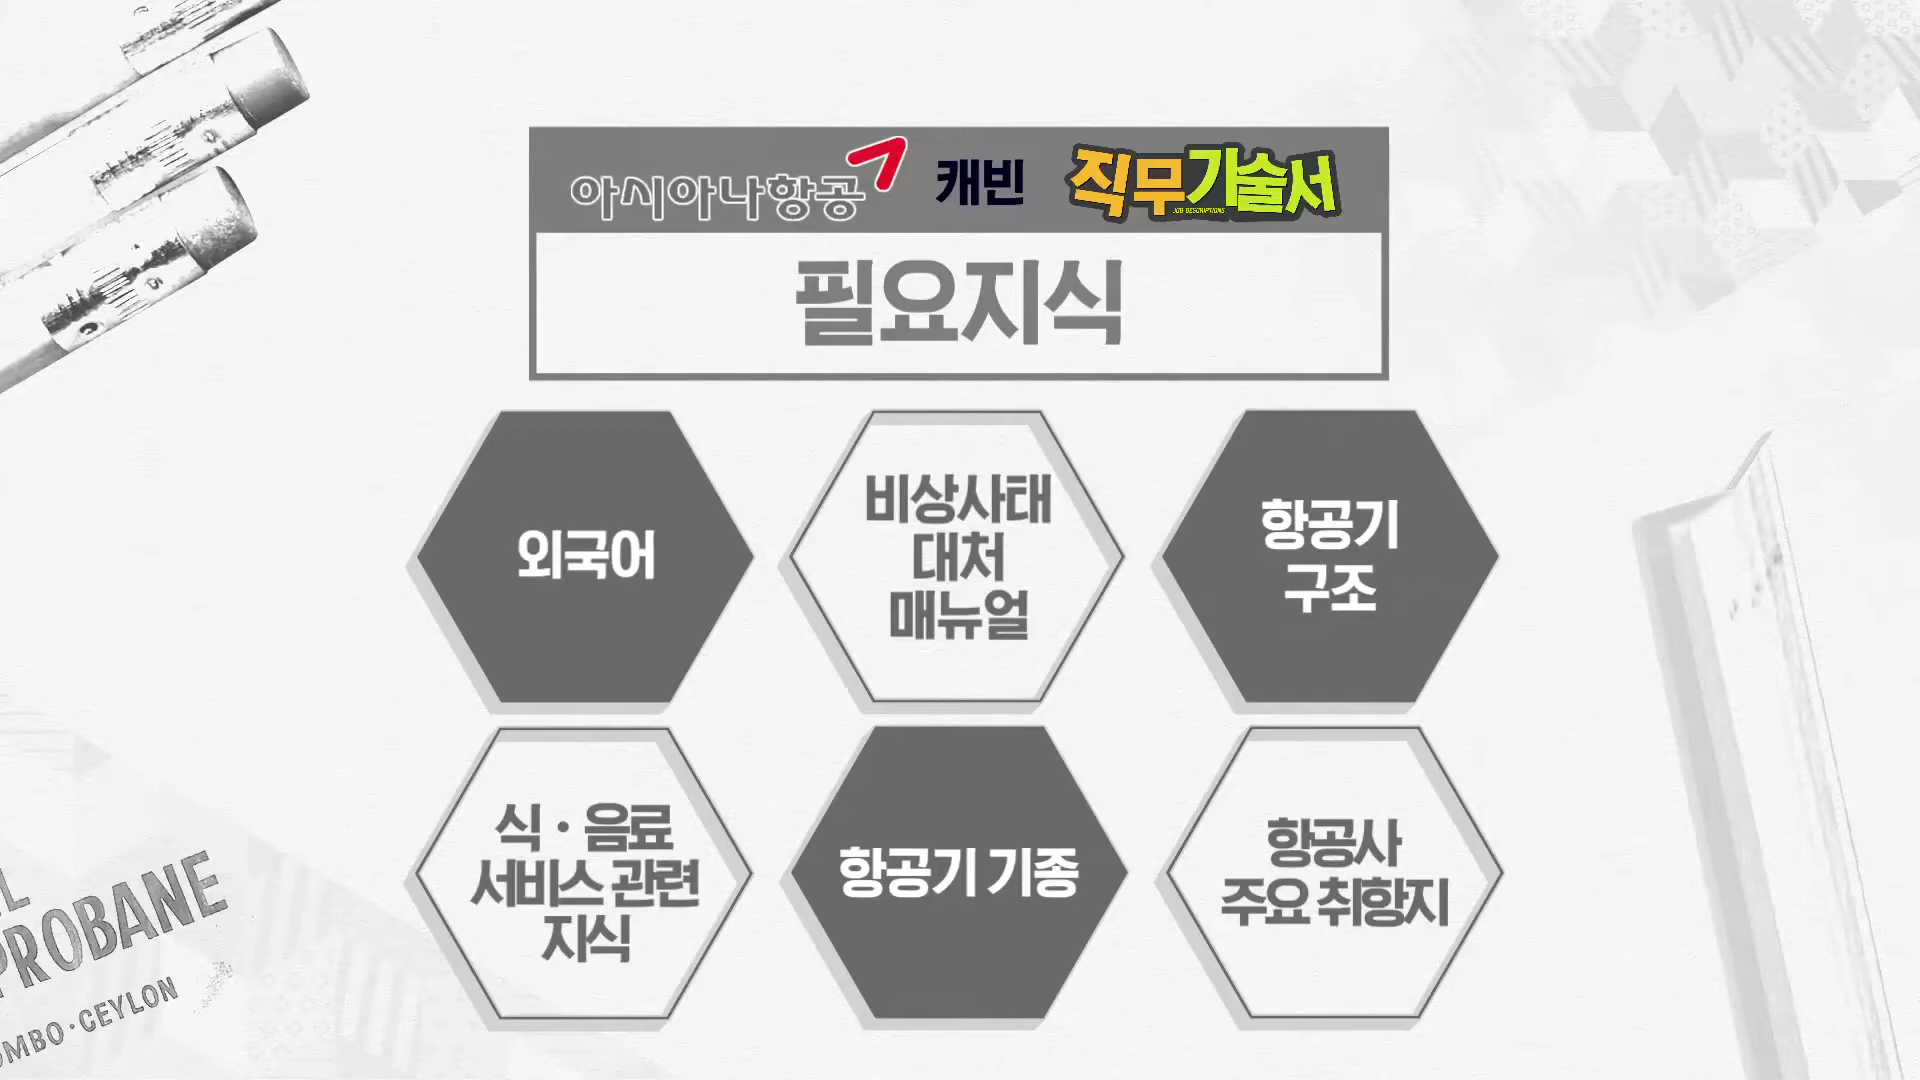 아시아나항공 캐빈 직무기술서
JOB DESCRIPTIONS
필요지식
외국어
비상사태
대처
매뉴얼
항공기
구조
식·음료
서비스 관련
지식
항공기 기종
항공사
주요 취항지
PROBANE
OMBO·CEYLON